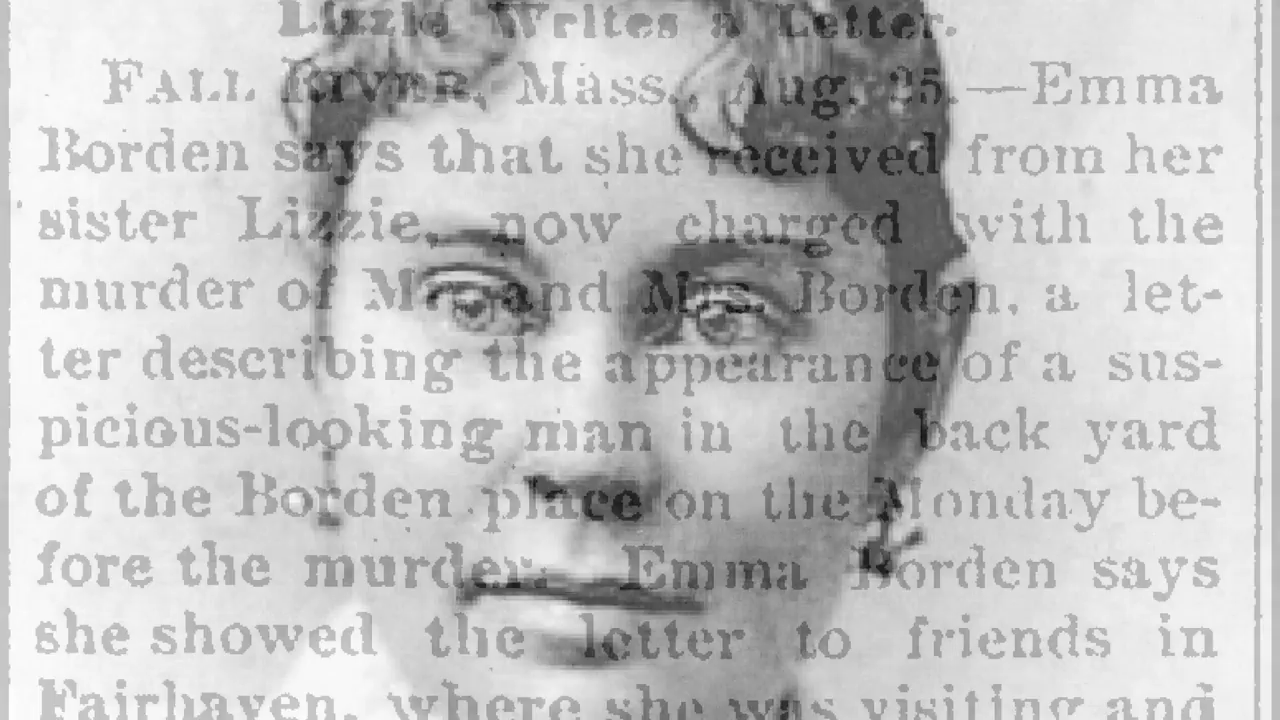 Lizzie Writes a Letter.
FALL RIVER, Mass., Aug. 25.—Emma
Borden says that she received from her
sister Lizzie, now charged with the
murder of M. and Mrs. Borden, a let-
ter describing the appearance of a sus-
picious-looking man in the back yard
of the Borden place on the Monday be-
fore the murder. Emma Borden says
she showed the letter to friends in
Fairhaven, where she was visiting and